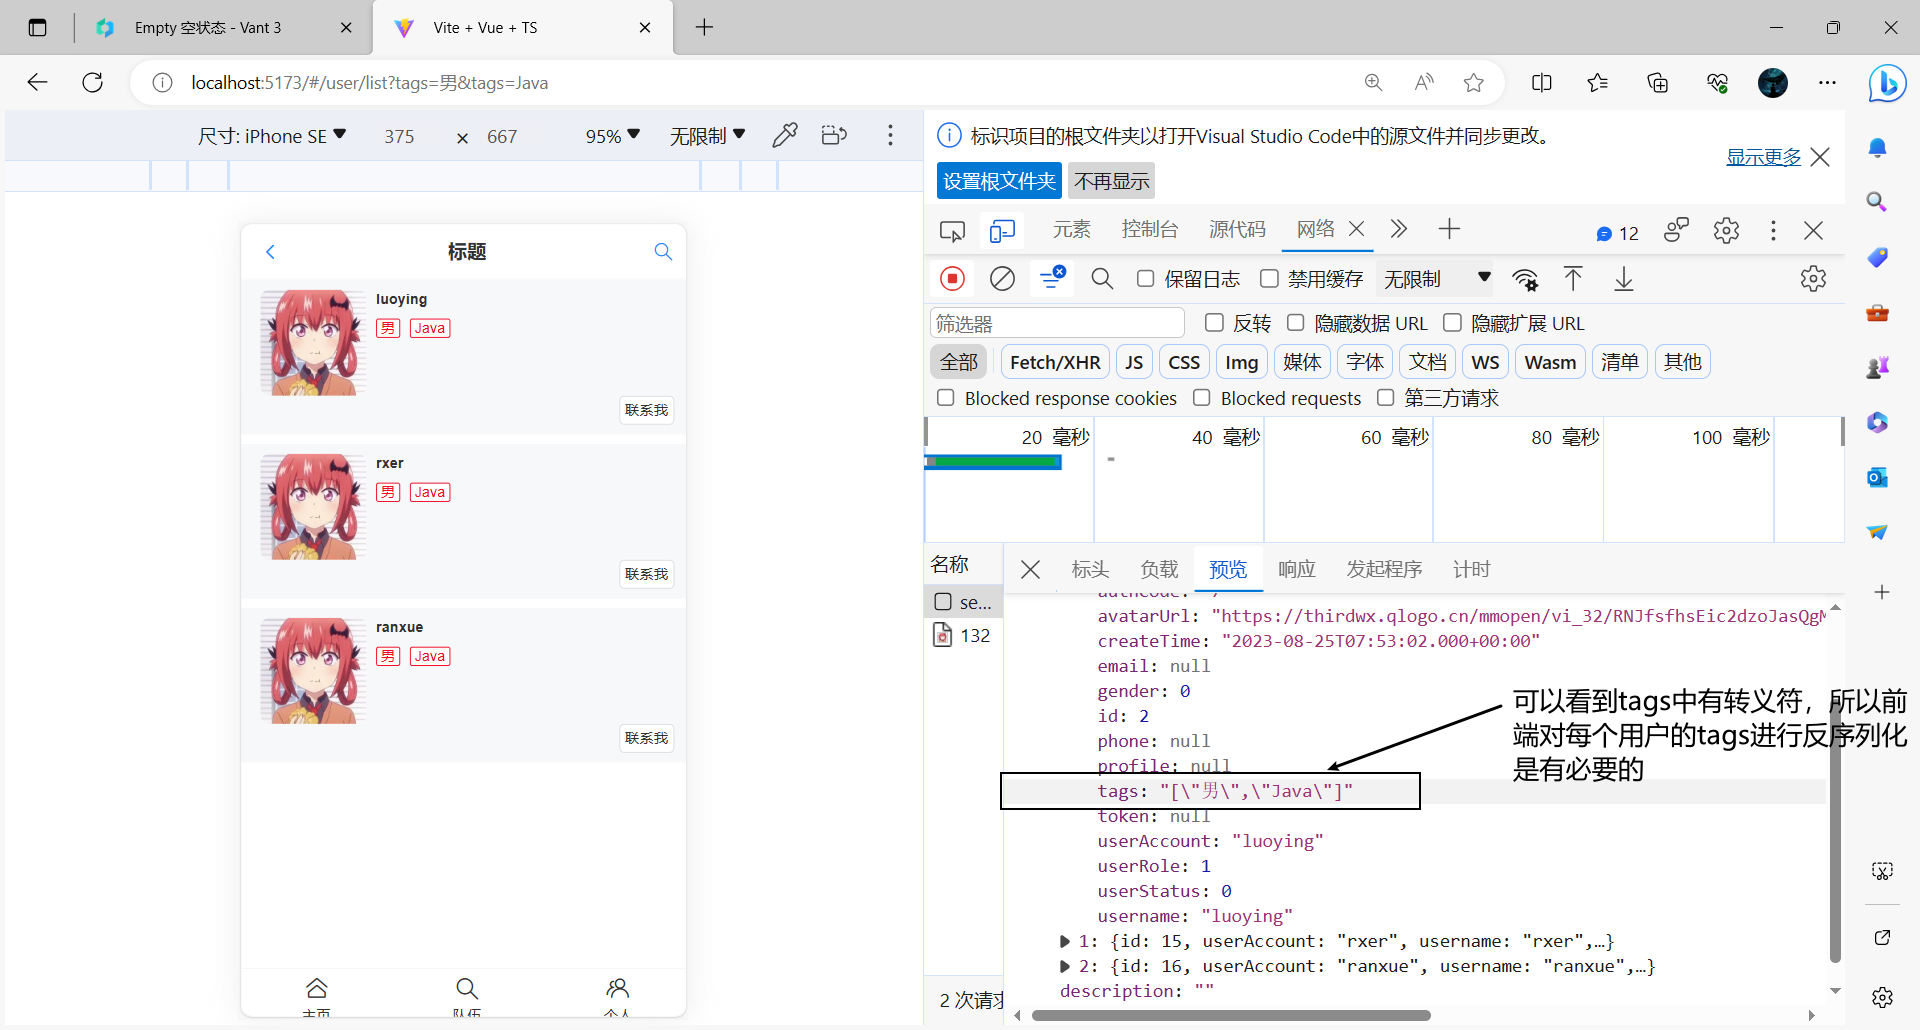 Empty 空状态 - Vant 3
Vite + Vue + TS
localhost:5173/#/user/list?tags=男&tags=Java
尺寸: iPhone SE
375
×
667
95%
无限制
标题
luoying
男
Java
联系我
rxer
男
Java
联系我
ranxue
男
Java
联系我
主页
队伍
个人
标识项目的根文件夹以打开Visual Studio Code中的源文件并同步更改。
显示更多
设置根文件夹
不再显示
元素
控制台
源代码
网络
12
保留日志
禁用缓存
无限制
筛选器
反转
隐藏数据 URL
隐藏扩展 URL
全部
Fetch/XHR
JS
CSS
Img
媒体
字体
文档
WS
Wasm
清单
其他
Blocked response cookies
Blocked requests
第三方请求
20 毫秒
40 毫秒
60 毫秒
80 毫秒
100 毫秒
名称
标头
负载
预览
响应
发起程序
计时
se...
132
avatarUrl: "https://thirdwx.qlogo.cn/mmopen/vi_32/RNJfsfhsEic2dzoJasQgM
createTime: "2023-08-25T07:53:02.000+00:00"
email: null
gender: 0
id: 2
phone: null
profile: null
tags: "[\"男\",\"Java\"]"
token: null
userAccount: "luoying"
userRole: 1
userStatus: 0
username: "luoying"
1: {id: 15, userAccount: "rxer", username: "rxer",…}
2: {id: 16, userAccount: "ranxue", username: "ranxue",…}
description: ""
可以看到tags中有转义符，所以前
端对每个用户的tags进行反序列化
是有必要的
2 次请求